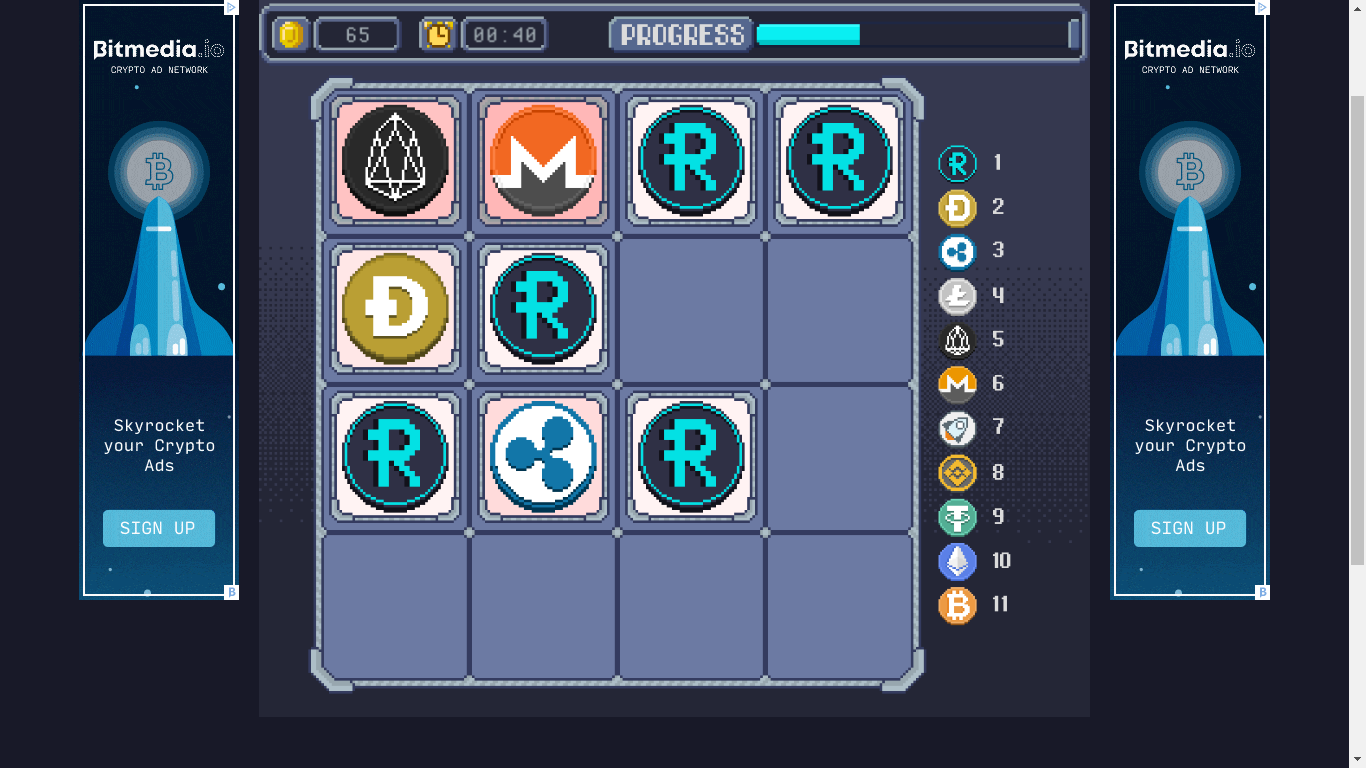 Bitmedia.io
CRYPTO AD NETWORK
Skyrocket
your Crypto
Ads
SIGN UP
65
00:40
PROGRESS
1
2
3
4
5
6
7
8
9
10
11
Bitmedia.io
CRYPTO AD NETWORK
Skyrocket
your Crypto
Ads
SIGN UP